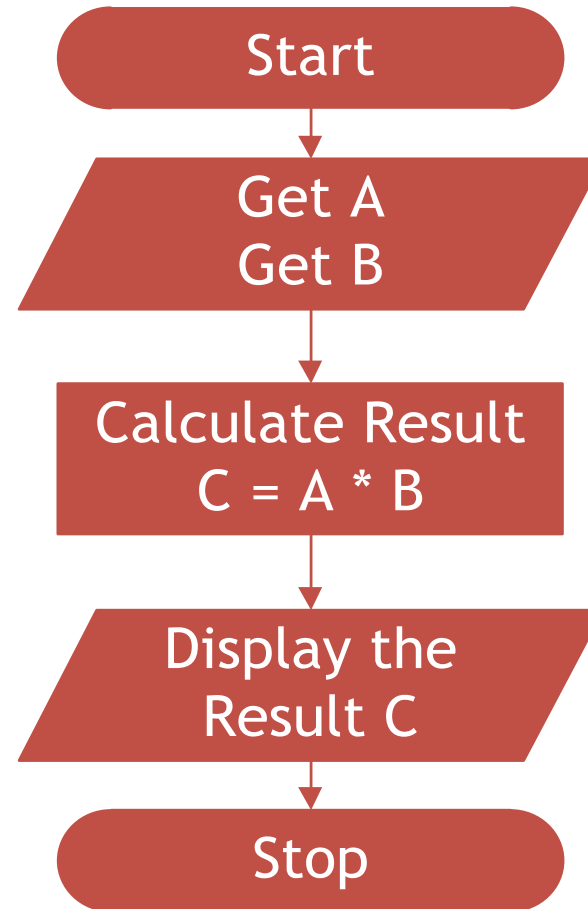 Start
Get A
Get B
Calculate Result
C = A * B
Display the
Result C
Stop